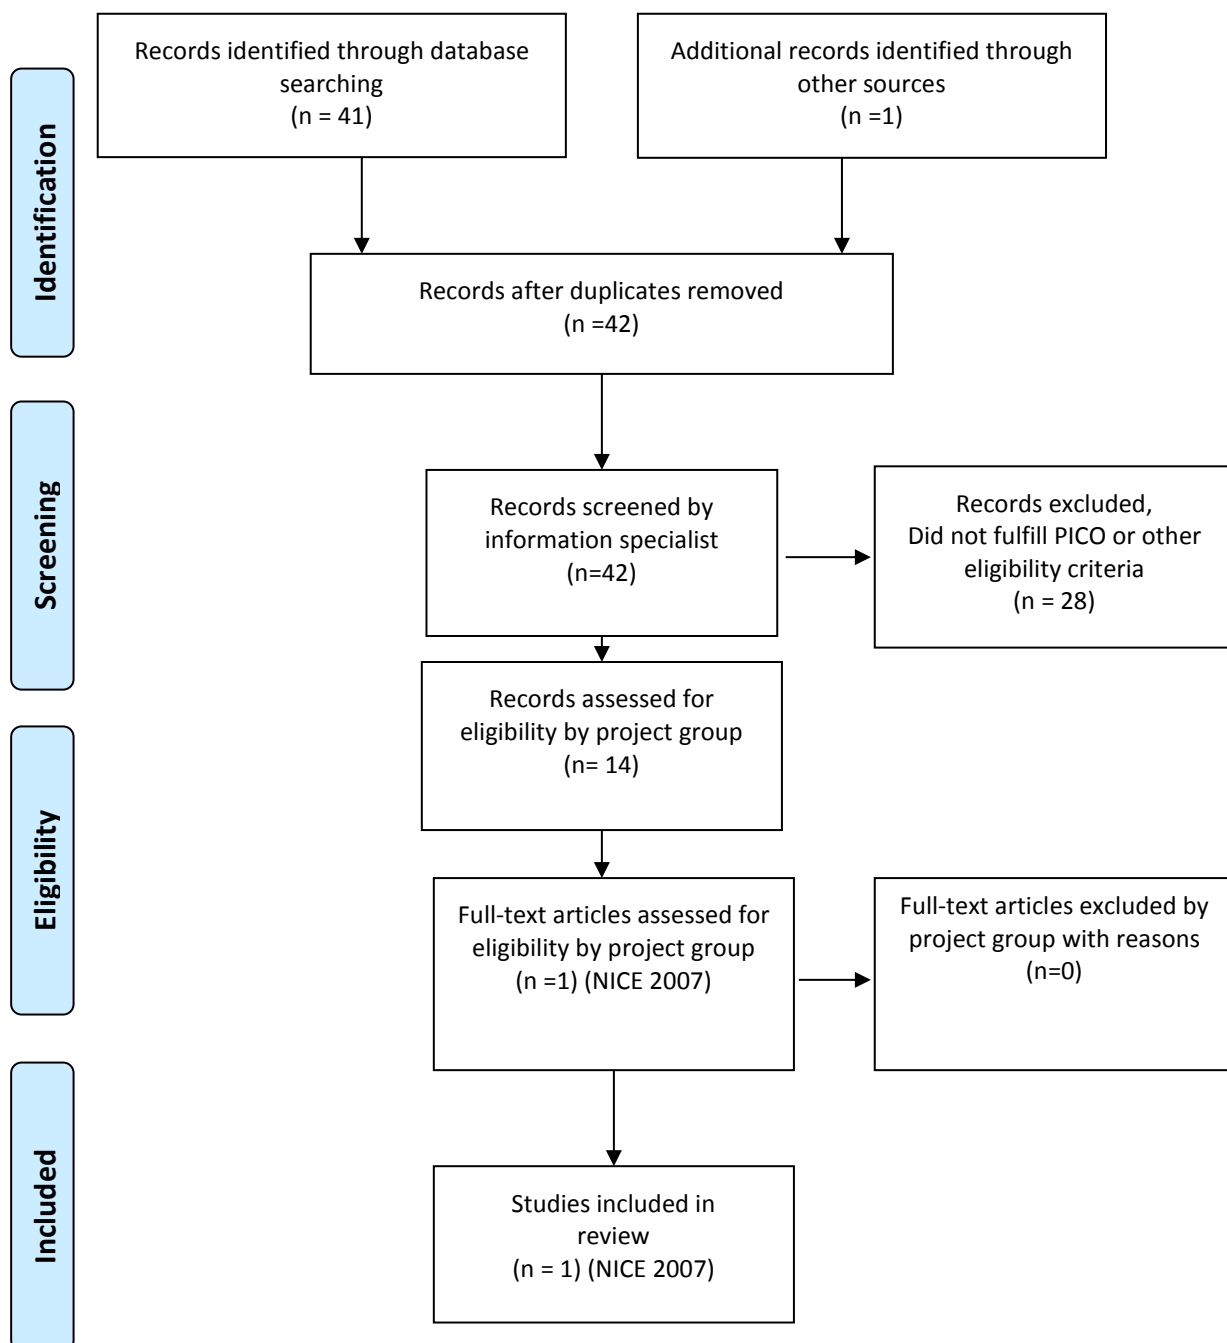 Records identified through database
searching
(n = 41)
Additional records identified through
other sources
(n =1)
Identification
Records after duplicates removed
(n =42)
Screening
Records screened by
information specialist
(n=42)
Records excluded,
Did not fulfill PICO or other
eligibility criteria
(n = 28)
Records assessed for
eligibility by project group
(n= 14)
Eligibility
Full-text articles assessed for
eligibility by project group
(n =1) (NICE 2007)
Full-text articles excluded by
project group with reasons
(n=0)
Included
Studies included in
review
(n = 1) (NICE 2007)